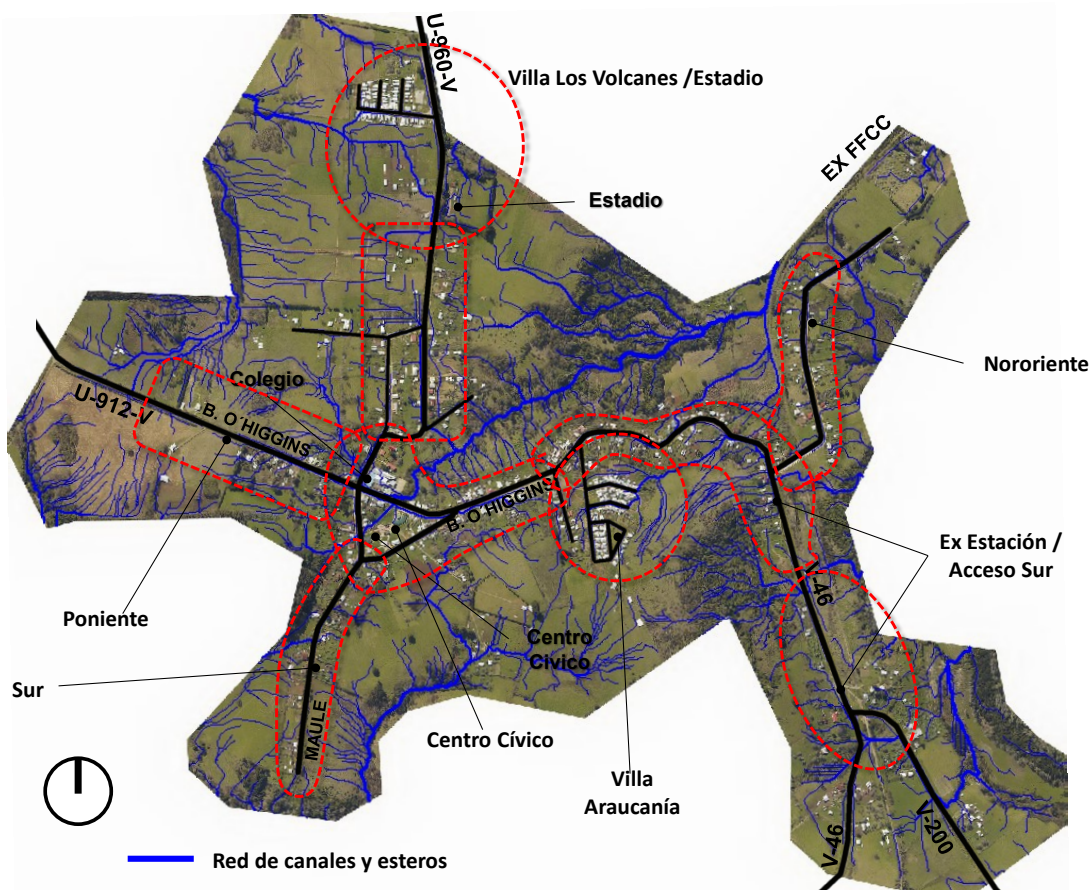 U-960-V
Villa Los Volcanes /Estadio
EX FFCC
Estadio
Nororiente
Colegio
U-912-V
B. O´HIGGINS
B. O´HIGGINS
Ex Estación /
Acceso Sur
V-46
Poniente
Centro
Cívico
Sur
MAULE
Centro Cívico
Villa
Araucanía
V-46
V-200
Red de canales y esteros